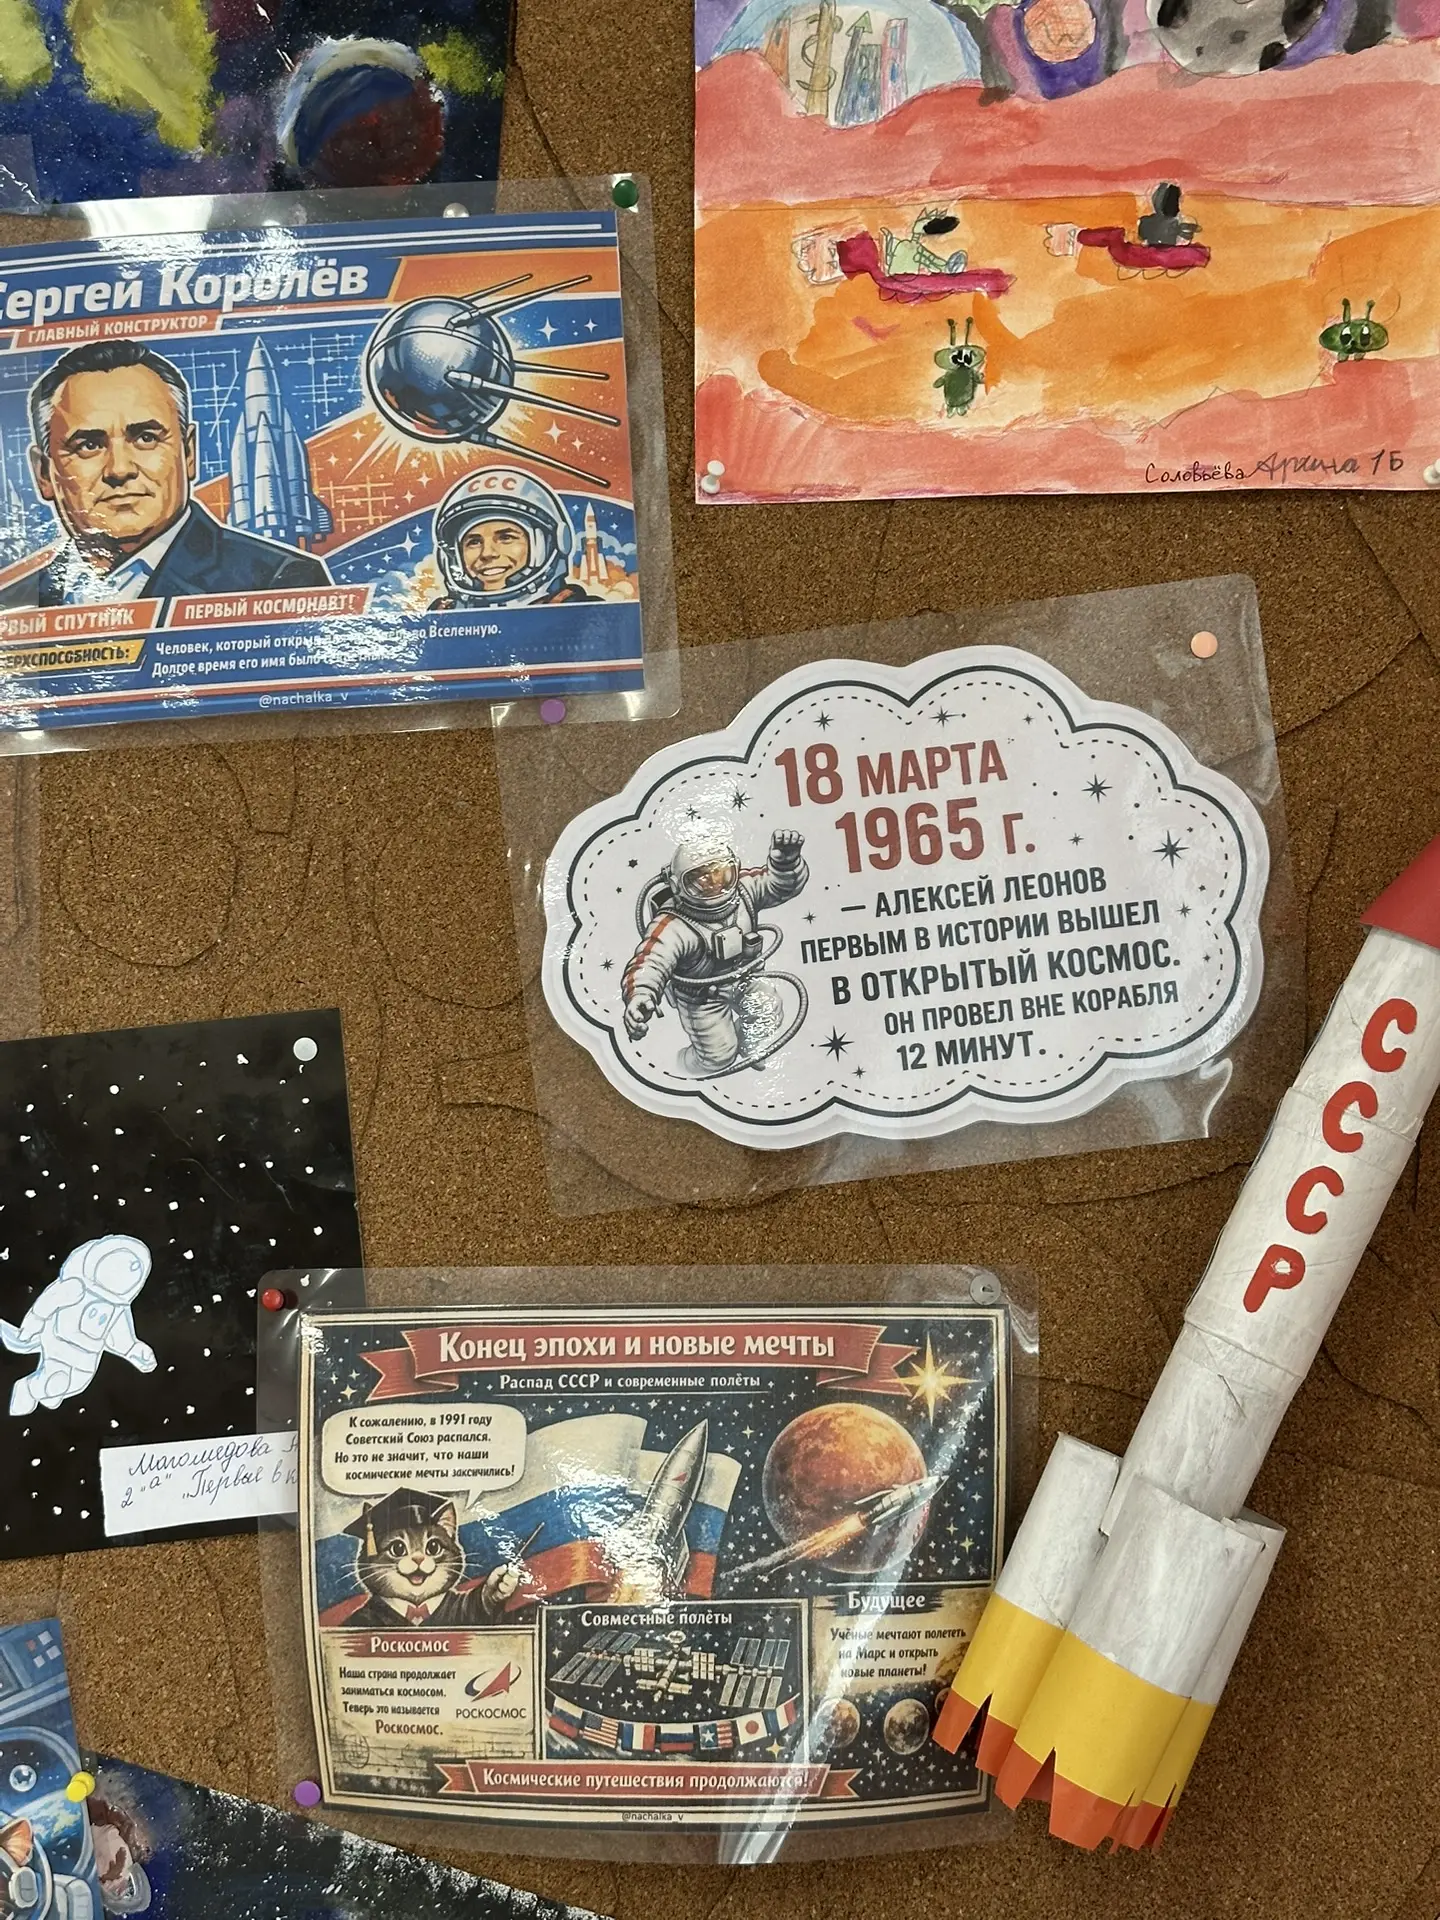 Сергей Королёв
ГЛАВНЫЙ КОНСТРУКТОР
СССР
СПУТНИК
ПЕРВЫЙ КОСМОНАВТ!
Человек, который Вселенную.
Долгое время его имя было
@nachalka_v
Соловьёва Арина 1Б
18 МАРТА
1965 г.
— АЛЕКСЕЙ ЛЕОНОВ
ПЕРВЫМ В ИСТОРИИ ВЫШЕЛ
В ОТКРЫТЫЙ КОСМОС.
ОН ПРОВЕЛ ВНЕ КОРАБЛЯ
12 МИНУТ.
СССР
Магомедова
2 "а" "Первые в к
Конец эпохи и новые мечты
Распад СССР и современные полёты
К сожалению, в 1991 году
Советский Союз распался.
Но это не значит, что наши
космические мечты закончились!
Роскосмос
Наша страна продолжает
заниматься космосом.
Теперь это называется
Роскосмос.
РОСКОСМОС
Совместные полёты
Будущее
Учёные мечтают полететь
на Марс и открыть
новые планеты!
Космические путешествия продолжаются!
@nachalka_v